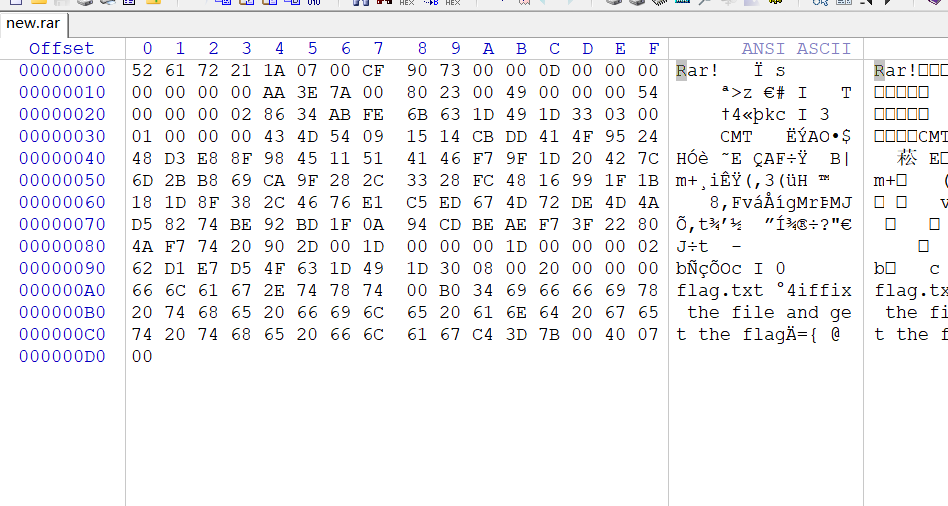 new.rar
Offset 0 1 2 3 4 5 6 7 8 9 A B C D E F ANSI ASCII
00000000 52 61 72 21 1A 07 00 CF 90 73 00 00 0D 00 00 00 Rar! Ï s Rar!□□□
00000010 00 00 00 00 AA 3E 7A 00 80 23 00 49 00 00 00 54 ª>z €# I T □□□□□
00000020 00 00 00 02 86 34 AB FE 6B 63 1D 49 1D 33 03 00 †4«þkc I 3 □□□□□
00000030 01 00 00 00 43 4D 54 09 15 14 CB DD 41 4F 95 24 CMT ËÝAO•$ □□□□CMT
00000040 48 D3 E8 8F 98 45 11 51 41 46 F7 9F 1D 20 42 7C HÓè ˜E QAF÷Ÿ B| 菘 E□
00000050 6D 2B B8 69 CA 9F 28 2C 33 28 FC 48 16 99 1F 1B m+¸iÊŸ(,3(üH ™ m+□ (
00000060 18 1D 8F 38 2C 46 76 E1 C5 ED 67 4D 72 DE 4D 4A 8,FváÅígMrÞMJ □ □ v
00000070 D5 82 74 BE 92 BD 1F 0A 94 CD BE AE F7 3F 22 80 Õ‚t¾’½ ”Í¾®÷?"€ □
00000080 4A F7 74 20 90 2D 00 1D 00 00 00 00 1D 00 00 00 02 J÷t - □
00000090 62 D1 E7 D5 4F 63 1D 49 1D 30 08 00 20 00 00 00 bÑçÕOc I 0 b□ c
000000A0 66 6C 61 67 2E 74 78 74 00 B0 34 69 66 66 69 78 flag.txt °4iffix flag.txt
000000B0 20 74 68 65 20 66 69 6C 65 20 61 6E 64 20 67 65 the file and ge the fi
000000C0 74 20 74 68 65 20 66 6C 61 67 C4 3D 7B 00 40 07 t the flagÄ={ @ t the f
000000D0 00